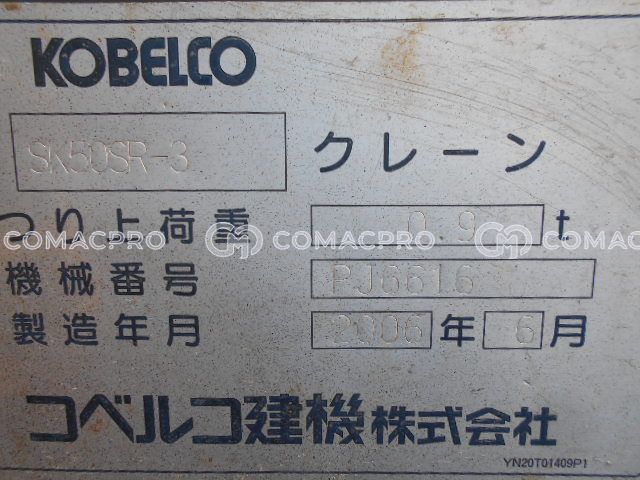 KOBELCO
SK50SR-3 クレーン
つり上荷重 0.9 t
COMACPRO COMACPRO COMACPRO
機械番号 PJ6616
製造年月 2006 年 6 月
コベルコ建機株式会社
YN20T01409P1